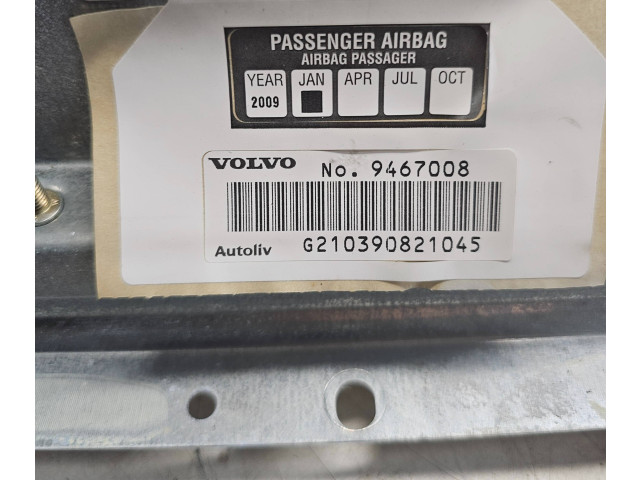 PASSENGER AIRBAG
AIRBAG PASSAGER
YEAR JAN APR JUL OCT
2009
VOLVO No. 9467008
Autoliv G210390821045